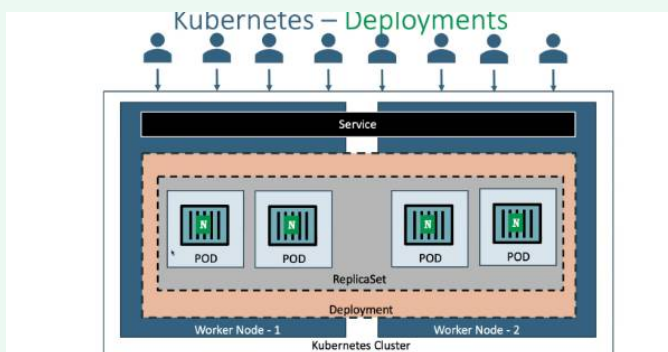 Kubernetes – Deployments
Service
N N N N
POD POD POD POD
ReplicaSet
Deployment
Worker Node - 1 Worker Node - 2
Kubernetes Cluster